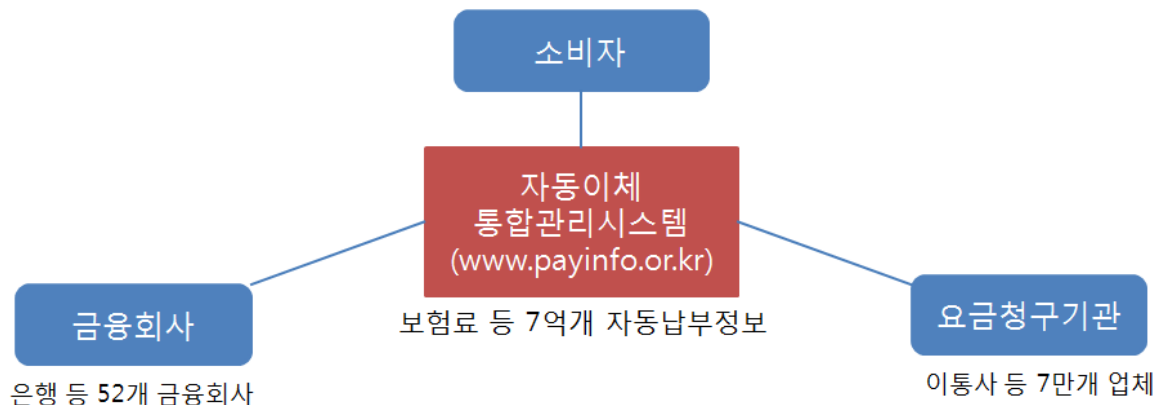 소비자
자동이체
통합관리시스템
(www.payinfo.or.kr)
보험료 등 7억개 자동납부정보
금융회사
은행 등 52개 금융회사
요금청구기관
이통사 등 7만개 업체